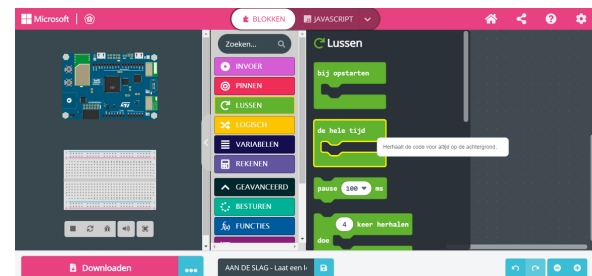 Microsoft
BLOKKEN
JAVASCRIPT
Zoeken...
INVOER
PINNEN
LUSSEN
LOGISCH
VARIABELEN
REKENEN
GEAVANCEERD
BESTUREN
FUNCTIES
Lussen
bij opstarten
de hele tijd
Herhaalt de code voor altijd op de achtergrond.
pause 100 ms
4 keer herhalen
doe
Downloaden
AAN DE SLAG - Laat een l